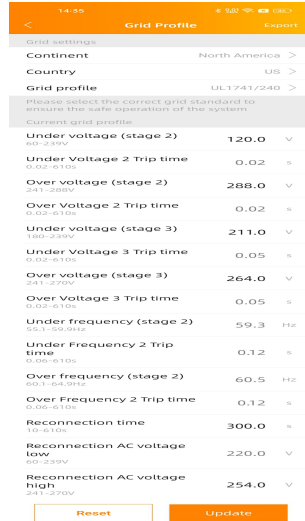 14:35
Grid Profile
Export
Grid settings
Continent North America >
Country US >
Grid profile UL1741/240 >
Please select the correct grid standard to
ensure the safe operation of the system
Current grid profile
Under voltage (stage 2) 120.0 V
60-239V
Under Voltage 2 Trip time 0.02 s
0.02-610s
Over voltage (stage 2) 288.0 V
241-288V
Over Voltage 2 Trip time 0.02 s
0.02-610s
Under voltage (stage 3) 211.0 V
180-239V
Under Voltage 3 Trip time 0.05 s
0.02-610s
Over voltage (stage 3) 264.0 V
241-270V
Over Voltage 3 Trip time 0.05 s
0.02-610s
Under frequency (stage 2) 59.3 Hz
55.1-59.9Hz
Under Frequency 2 Trip
time 0.12 s
0.06-610s
Over frequency (stage 2) 60.5 Hz
60.1-64.9Hz
Over Frequency 2 Trip time 0.12 s
0.06-610s
Reconnection time 300.0 s
10-610s
Reconnection AC voltage
low 220.0 V
60-239V
Reconnection AC voltage
high 254.0 V
241-270V
Reset
Update